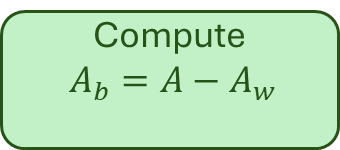 Compute
A_b = A − A_w